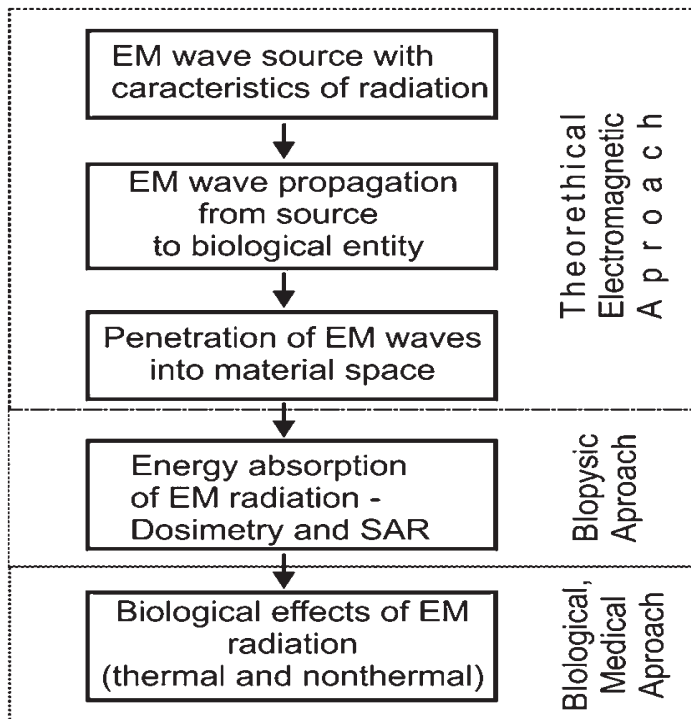 EM wave source with
caracteristics of radiation
EM wave propagation
from source
to biological entity
Penetration of EM waves
into material space
Theorethical
Electromagnetic
Aproach
Energy absorption
of EM radiation -
Dosimetry and SAR
Blopysic
Aproach
Biological effects of EM
radiation
(thermal and nonthermal)
Blological,
Medical
Aproach